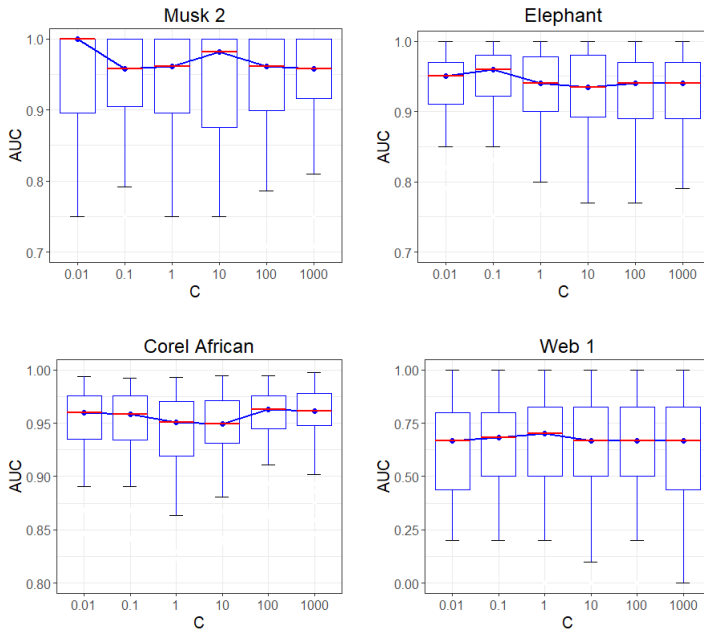 Musk 2
1.0
0.9
0.8
0.7
AUC
0.01 0.1 1 10 100 1000
C
Elephant
1.0
0.9
0.8
0.7
AUC
0.01 0.1 1 10 100 1000
C
Corel African
1.00
0.95
0.90
0.85
0.80
AUC
0.01 0.1 1 10 100 1000
C
Web 1
1.00
0.75
0.50
0.25
0.00
AUC
0.01 0.1 1 10 100 1000
C